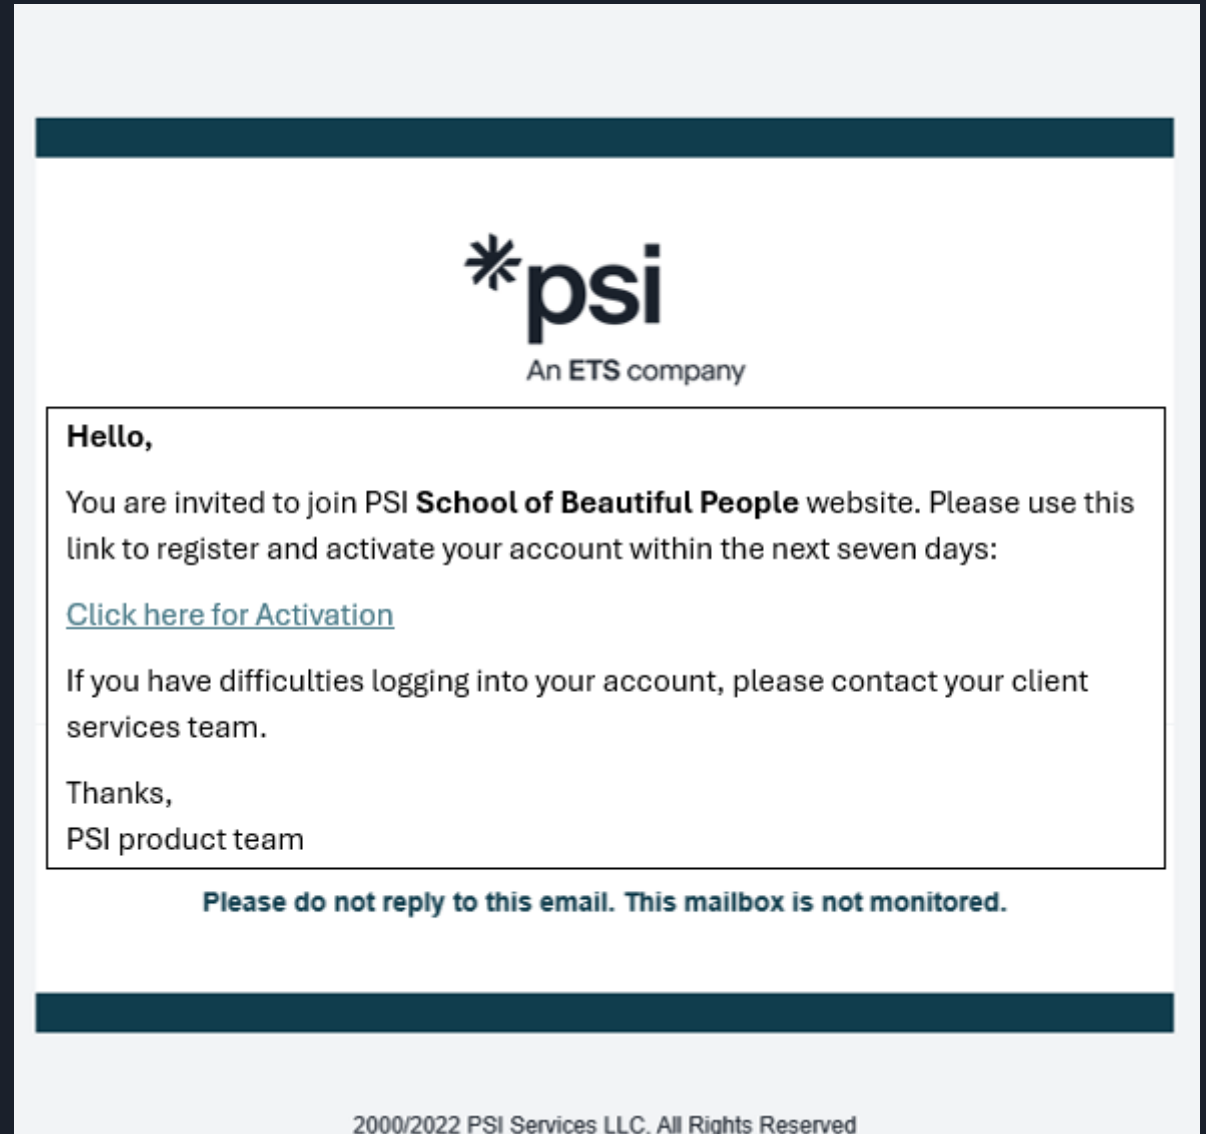 *psi
An ETS company
Hello,
You are invited to join PSI School of Beautiful People website. Please use this
link to register and activate your account within the next seven days:
Click here for Activation
If you have difficulties logging into your account, please contact your client
services team.
Thanks,
PSI product team
Please do not reply to this email. This mailbox is not monitored.
2000/2022 PSI Services LLC. All Rights Reserved